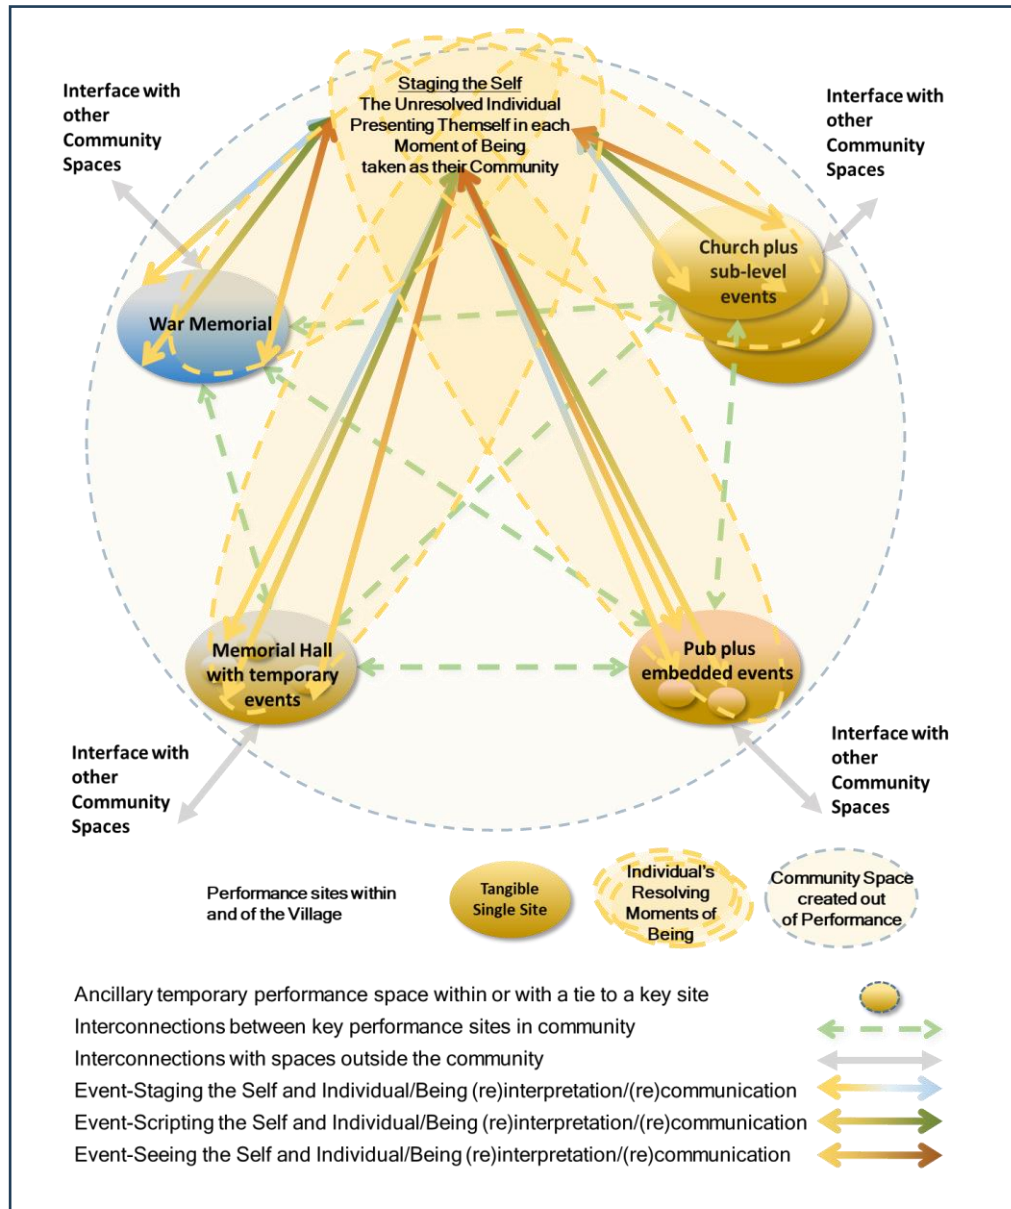 Staging the Self
The Unresolved Individual
Presenting Themself in each
Moment of Being
taken as their Community
Interface with
other
Community
Spaces
Interface with
other
Community
Spaces
War Memorial
Church plus
sub-level
events
Memorial Hall
with temporary
events
Pub plus
embedded events
Interface with
other
Community
Spaces
Interface with
other
Community
Spaces
Performance sites within
and of the Village
Tangible
Single Site
Individual's
Resolving
Moments of
Being
Community Space
created out
of Performance
Ancillary temporary performance space within or with a tie to a key site
Interconnections between key performance sites in community
Interconnections with spaces outside the community
Event-Staging the Self and Individual/Being (re)interpretation/(re)communication
Event-Scripting the Self and Individual/Being (re)interpretation/(re)communication
Event-Seeing the Self and Individual/Being (re)interpretation/(re)communication